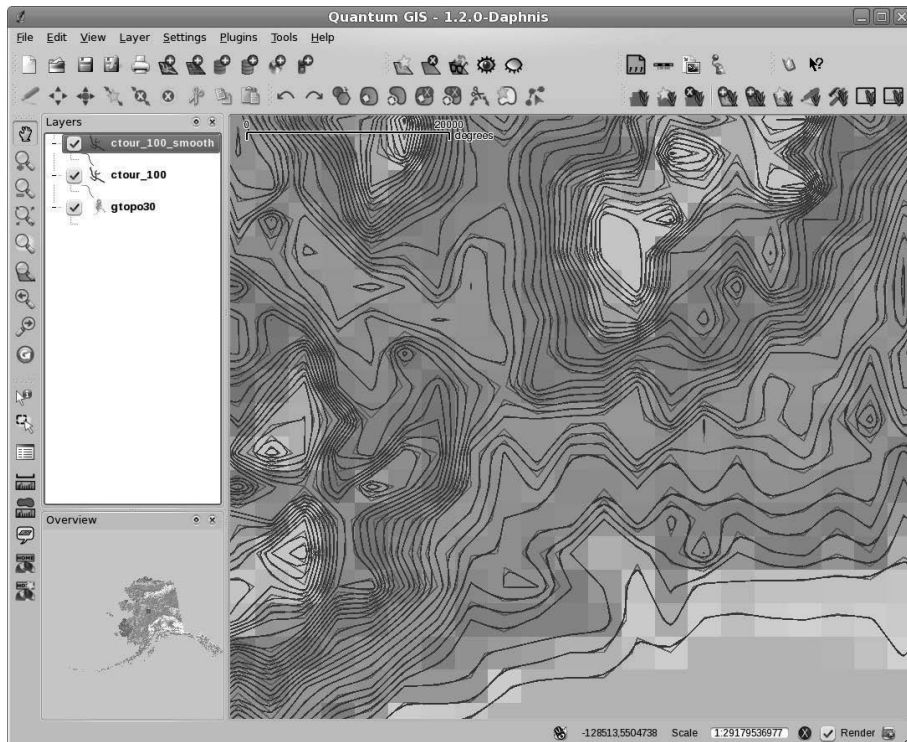 Quantum GIS - 1.2.0-Daphnis
File Edit View Layer Settings Plugins Tools Help
Layers
ctour_100_smooth
ctour_100
gtopo30
0 20000
degrees
Overview
-128513,5504738 Scale 1.29179536977 Render